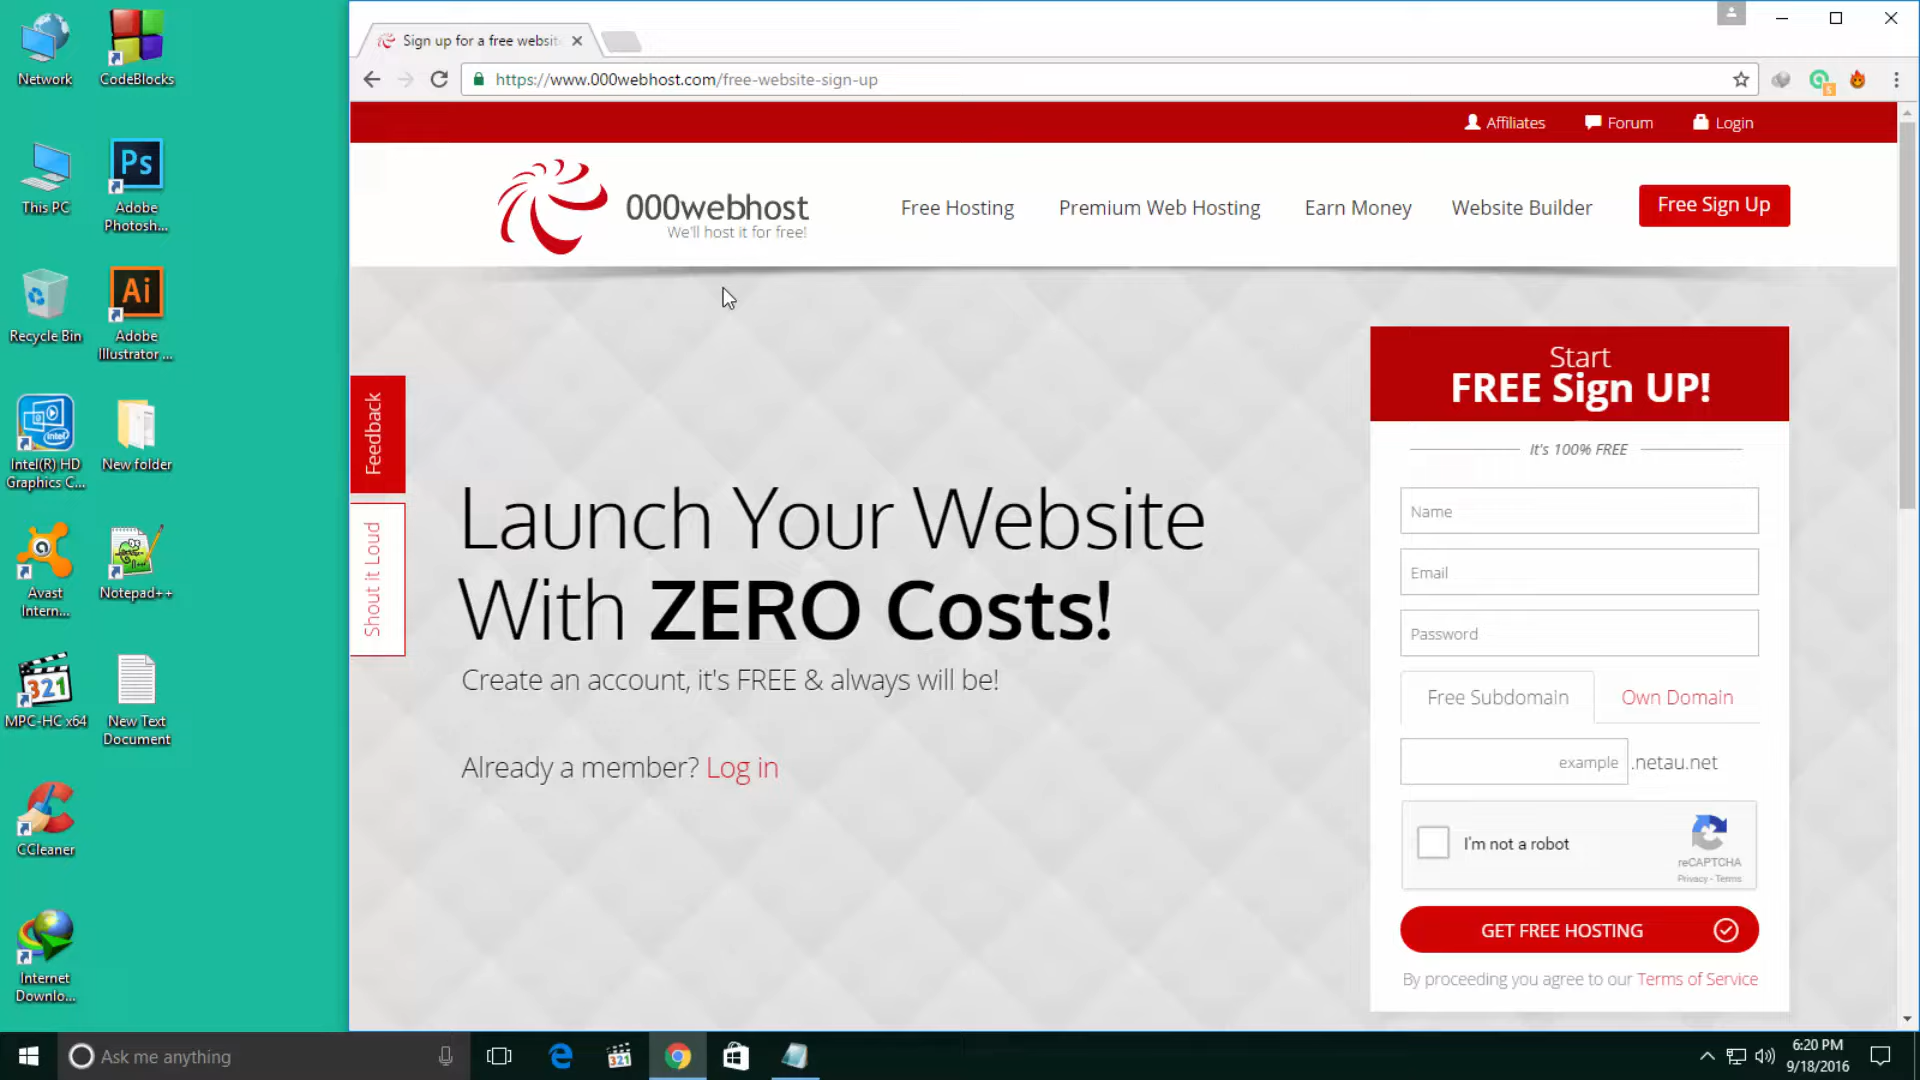 Network
CodeBlocks
This PC
Ps
Adobe
Photosh...
Recycle Bin
Ai
Adobe
Illustrator ...
intel
Intel(R) HD
Graphics C...
New folder
Avast
Intern...
Notepad++
321
MPC-HC x64
New Text
Document
CCleaner
Internet
Downlo...
Sign up for a free websit
https://www.000webhost.com/free-website-sign-up
5
Affiliates
Forum
Login
000webhost
We'll host it for free!
Free Hosting
Premium Web Hosting
Earn Money
Website Builder
Free Sign Up
Feedback
Shout it Loud
Launch Your Website
With ZERO Costs!
Create an account, it's FREE & always will be!
Already a member? Log in
Start
FREE Sign UP!
It's 100% FREE
Name
Email
Password
Free Subdomain
Own Domain
example
.netau.net
I'm not a robot
reCAPTCHA
Privacy - Terms
GET FREE HOSTING
By proceeding you agree to our Terms of Service
Ask me anything
321
6:20 PM
9/18/2016